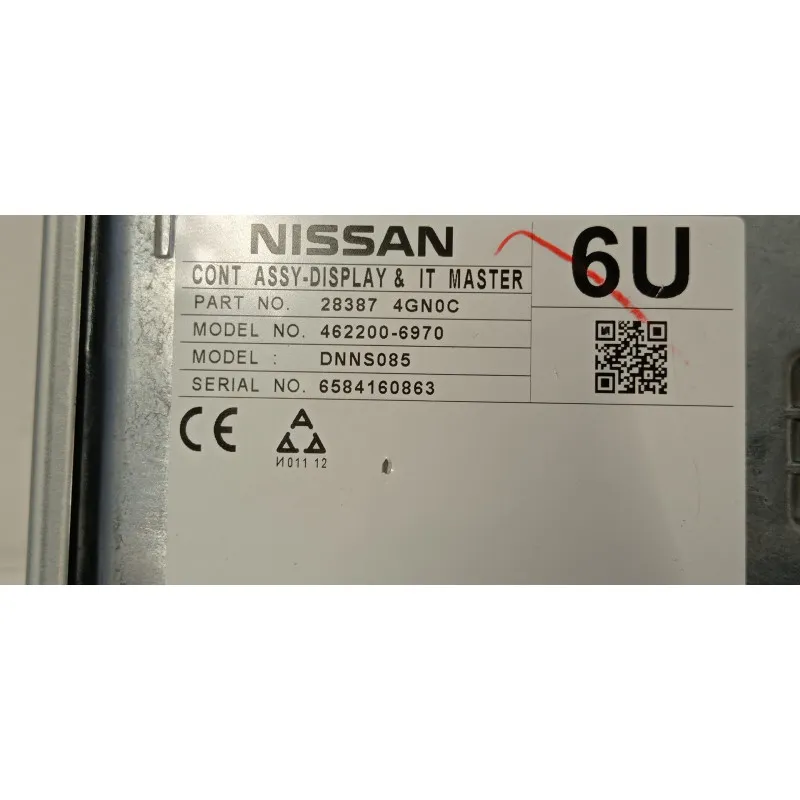 NISSAN
6U
CONT ASSY-DISPLAY & IT MASTER
PART NO. 28387 4GN0C
MODEL NO. 462200-6970
MODEL : DNNS085
SERIAL NO. 6584160863
CE
И011 12